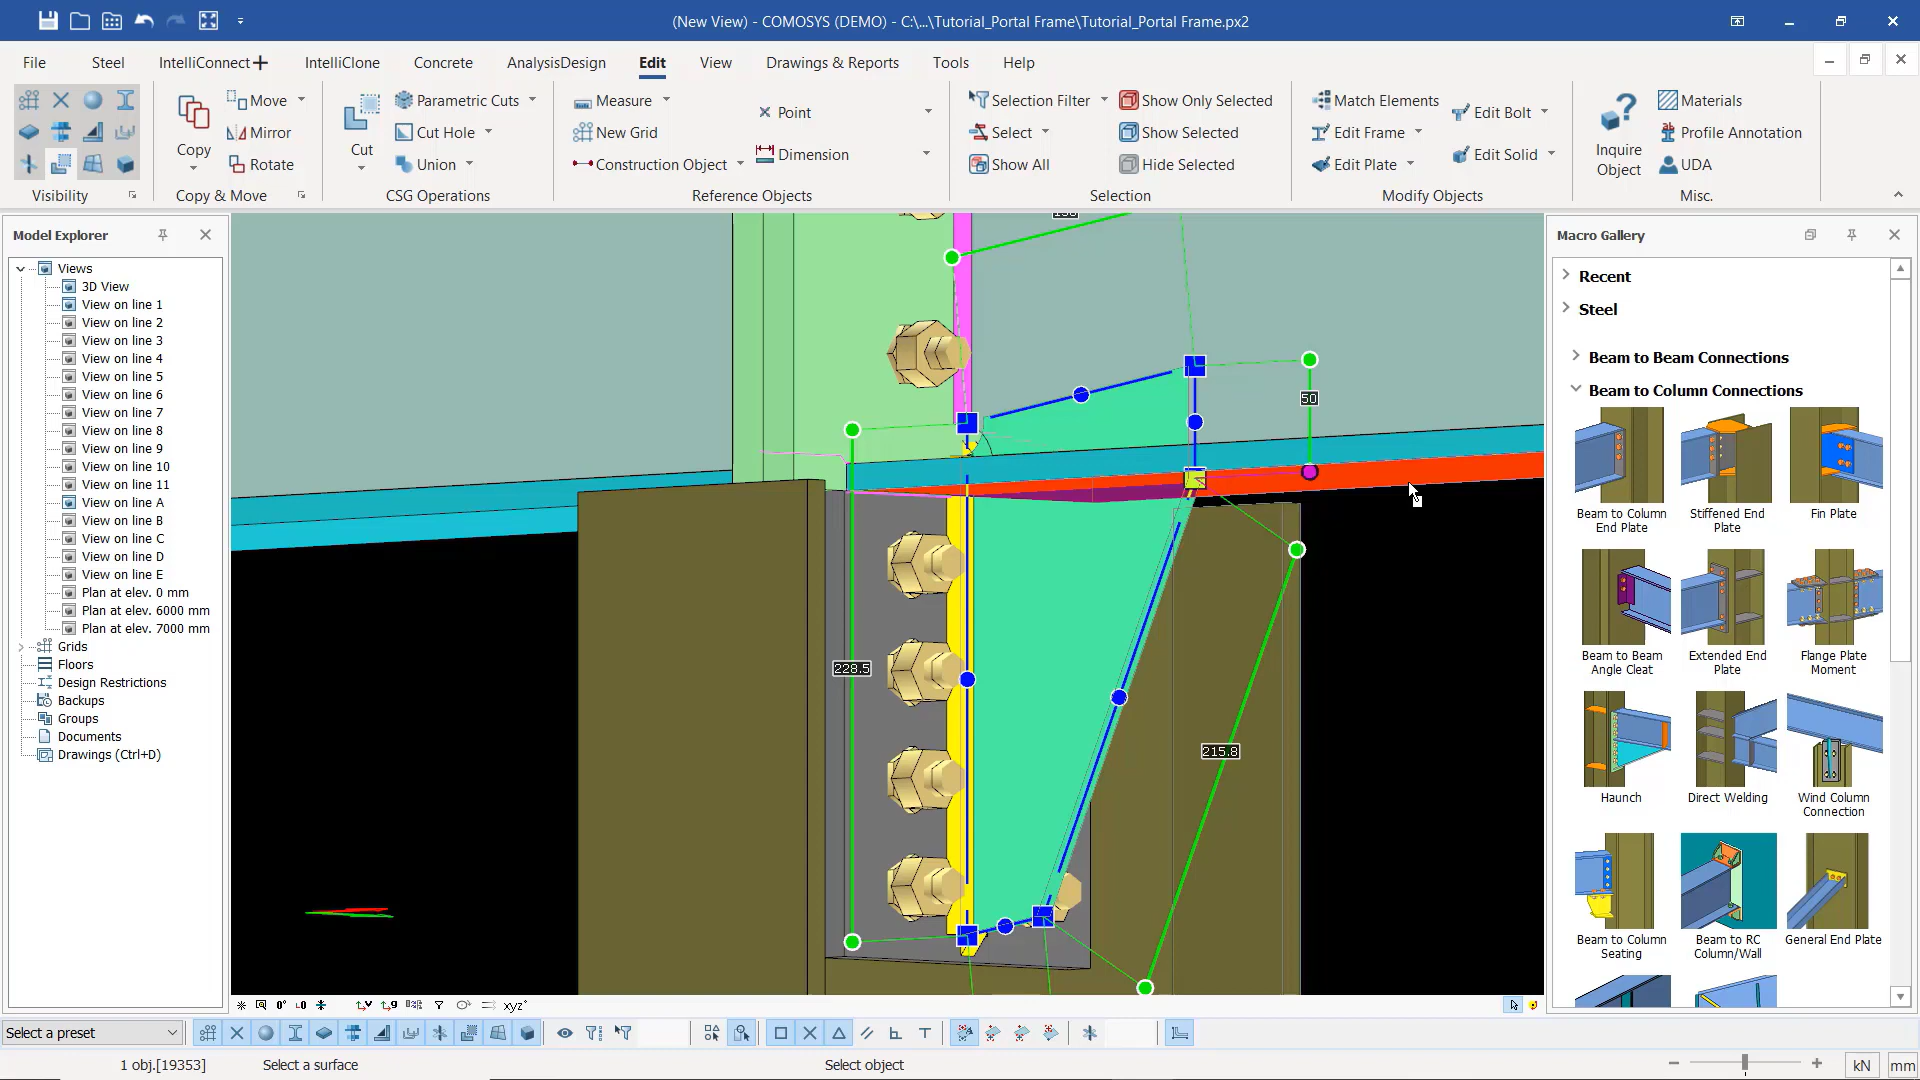 (New View) - COMOSYS (DEMO) - C:\...\Tutorial_Portal Frame\Tutorial_Portal Frame.px2
File Steel IntelliConnect+ IntelliClone Concrete AnalysisDesign Edit View Drawings & Reports Tools Help
Copy
Move
Mirror
Rotate
Cut
Parametric Cuts
Cut Hole
Union
Measure
New Grid
Construction Object
Point
Dimension
Selection Filter
Select
Show All
Show Only Selected
Show Selected
Hide Selected
Match Elements
Edit Frame
Edit Plate
Edit Bolt
Edit Solid
Inquire
Object
Materials
Profile Annotation
UDA
Visibility Copy & Move CSG Operations Reference Objects Selection Modify Objects Misc.
Model Explorer
Views
3D View
View on line 1
View on line 2
View on line 3
View on line 4
View on line 5
View on line 6
View on line 7
View on line 8
View on line 9
View on line 10
View on line 11
View on line A
View on line B
View on line C
View on line D
View on line E
Plan at elev. 0 mm
Plan at elev. 6000 mm
Plan at elev. 7000 mm
Grids
Floors
Design Restrictions
Backups
Groups
Documents
Drawings (Ctrl+D)
50
228.5
215.8
Macro Gallery
Recent
Steel
Beam to Beam Connections
Beam to Column Connections
Beam to Column
End Plate
Stiffened End
Plate
Fin Plate
Beam to Beam
Angle Cleat
Extended End
Plate
Flange Plate
Moment
Haunch
Direct Welding
Wind Column
Connection
Beam to Column
Seating
Beam to RC
Column/Wall
General End Plate
Select a preset
1 obj.[19353] Select a surface Select object kN mm